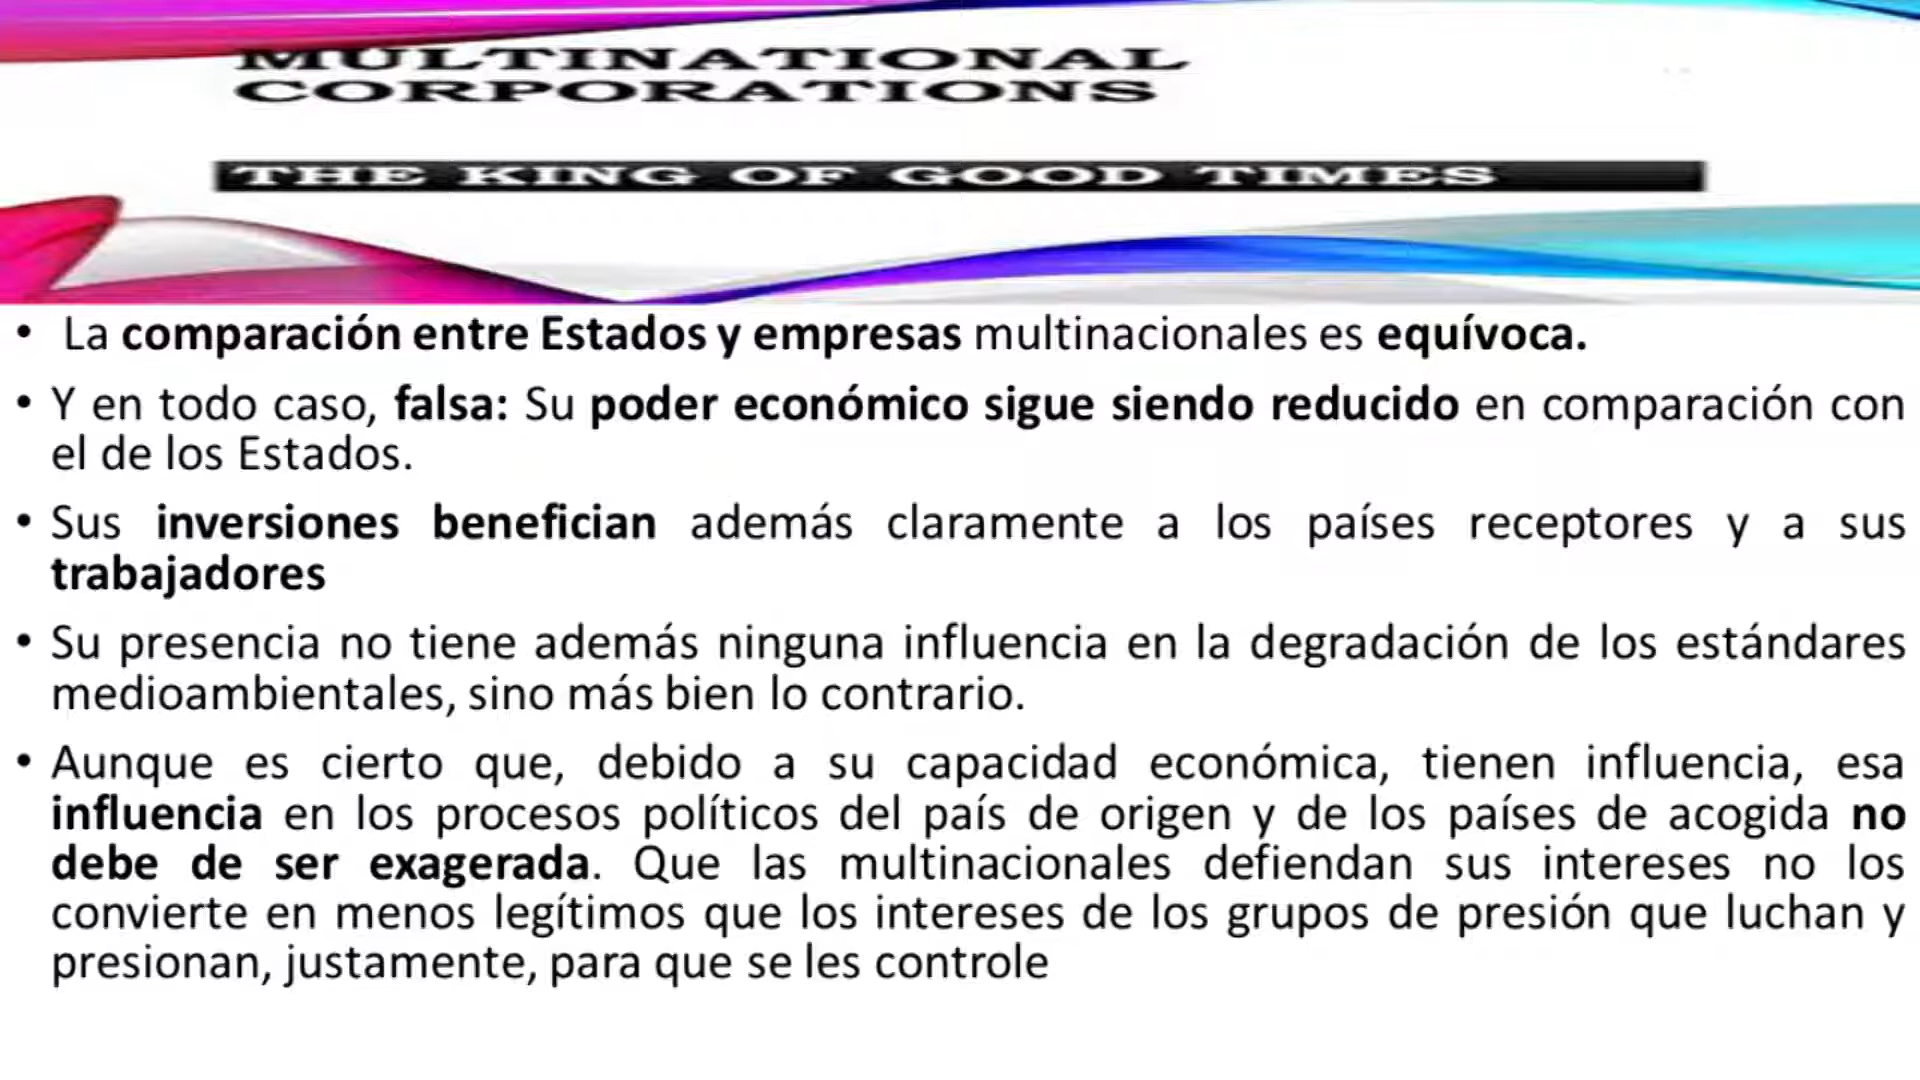 MULTINATIONAL
CORPORATIONS
THE KING OF GOOD TIMES
• La comparación entre Estados y empresas multinacionales es equívoca.
• Y en todo caso, falsa: Su poder económico sigue siendo reducido en comparación con
el de los Estados.
• Sus inversiones benefician además claramente a los países receptores y a sus
trabajadores
• Su presencia no tiene además ninguna influencia en la degradación de los estándares
medioambientales, sino más bien lo contrario.
• Aunque es cierto que, debido a su capacidad económica, tienen influencia, esa
influencia en los procesos políticos del país de origen y de los países de acogida no
debe de ser exagerada. Que las multinacionales defiendan sus intereses no los
convierte en menos legítimos que los intereses de los grupos de presión que luchan y
presionan, justamente, para que se les controle